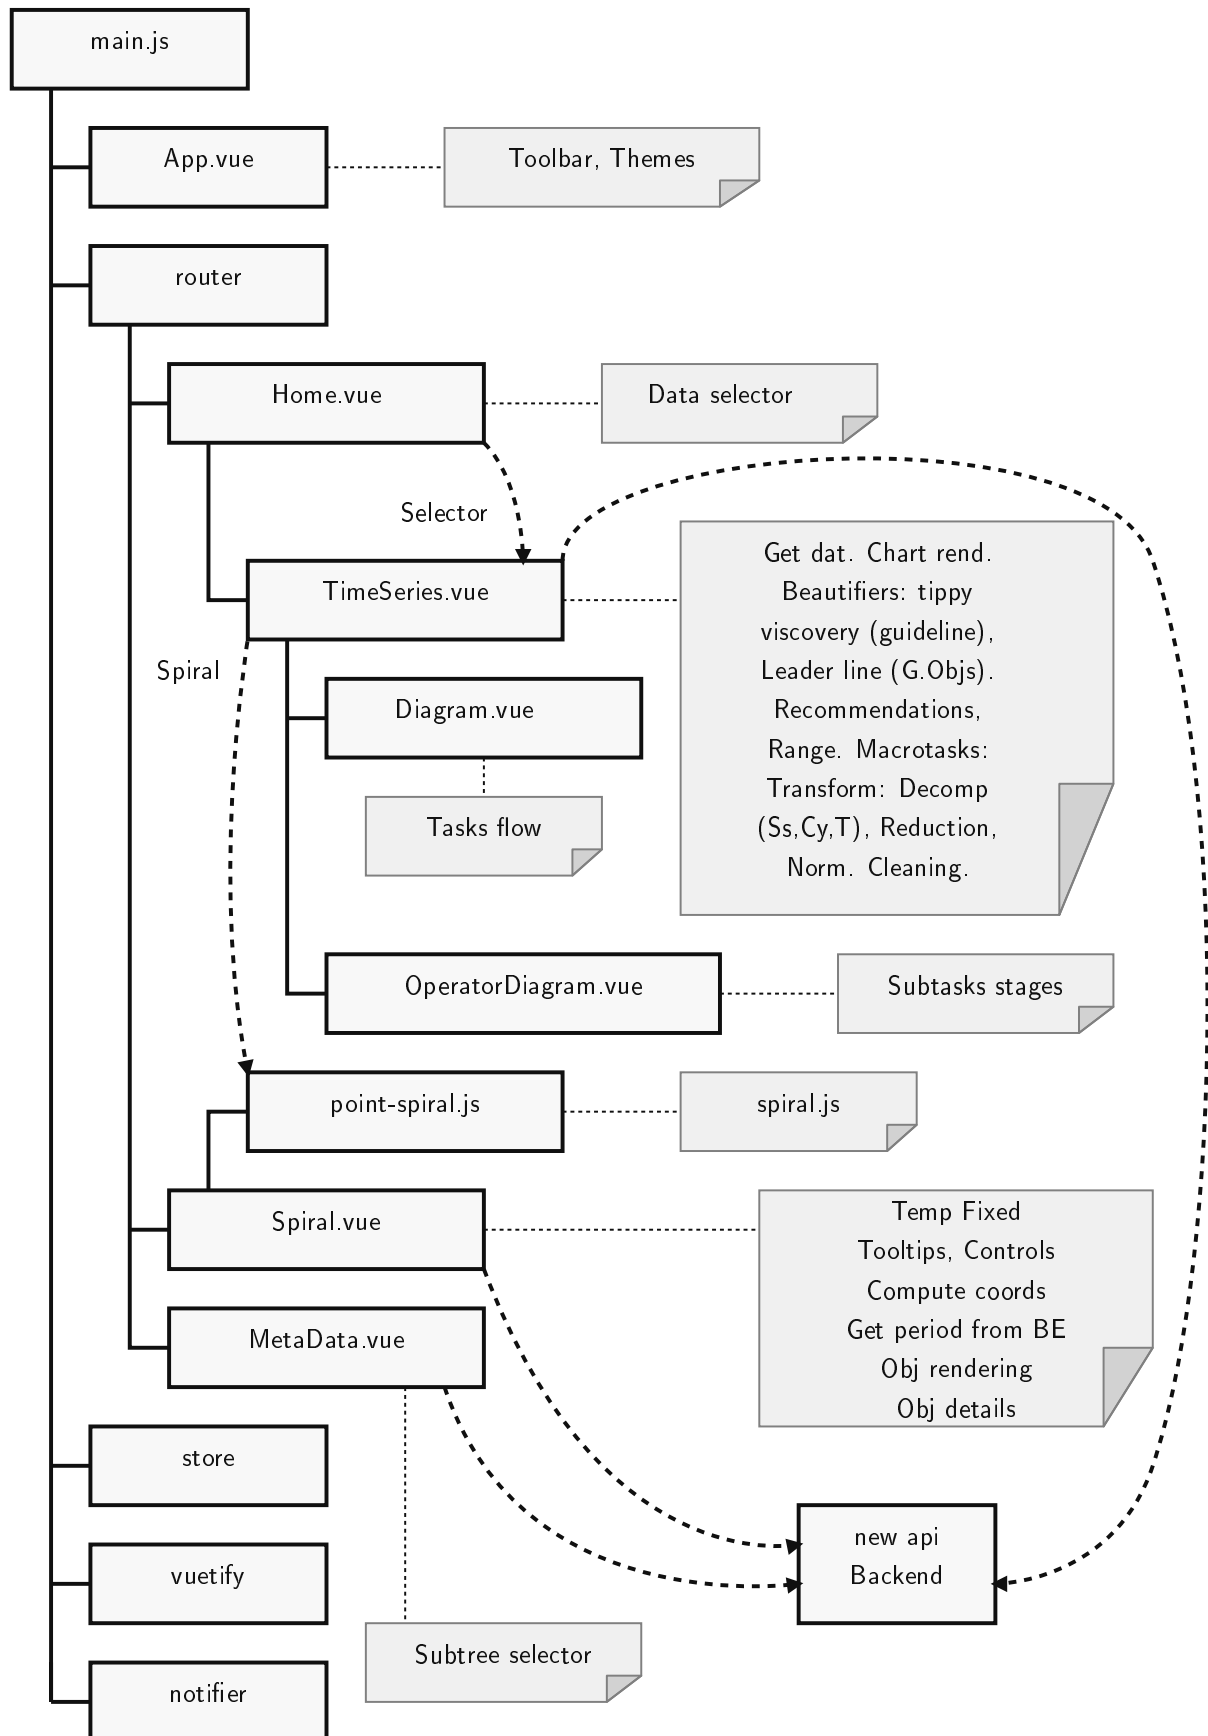 main.js
App.vue
Toolbar, Themes
router
Home.vue
Data selector
Selector
TimeSeries.vue
Get dat. Chart rend.
Beautifiers: tippy
viscovery (guideline),
Leader line (G.Objs).
Recommendations,
Range. Macrotasks:
Transform: Decomp
(Ss,Cy,T), Reduction,
Norm. Cleaning.
Spiral
Diagram.vue
Tasks flow
OperatorDiagram.vue
Subtasks stages
point-spiral.js
spiral.js
Spiral.vue
Temp Fixed
Tooltips, Controls
Compute coords
Get period from BE
Obj rendering
Obj details
MetaData.vue
store
new api
Backend
vuetify
Subtree selector
notifier